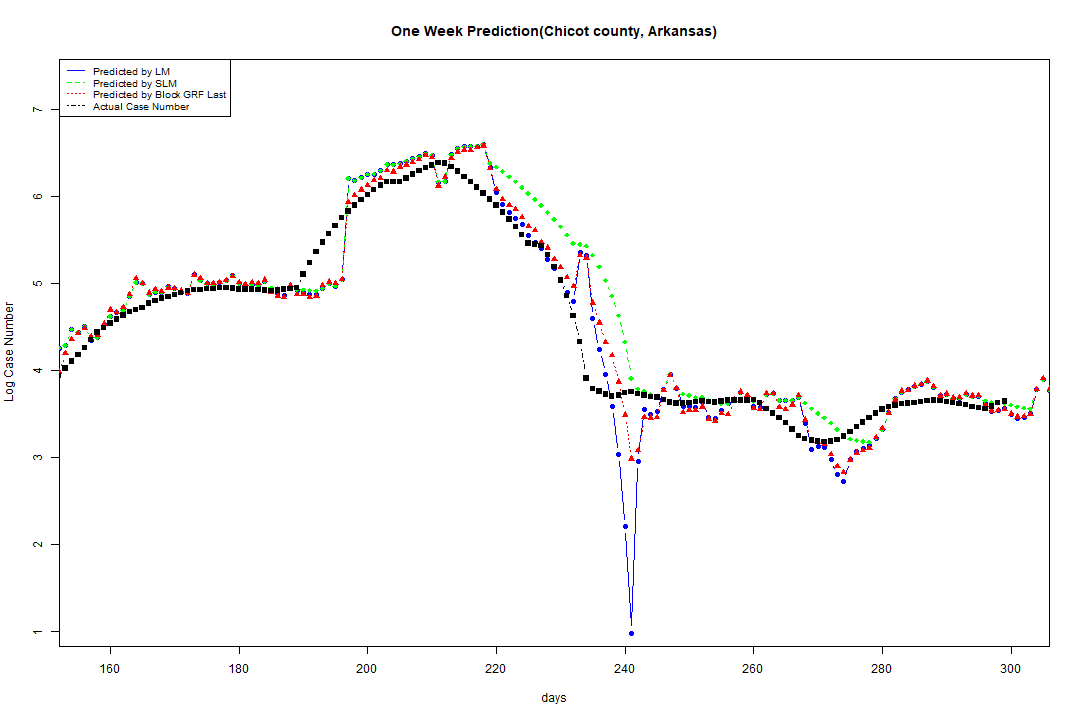 One Week Prediction(Chicot county, Arkansas)
Predicted by LM
Predicted by SLM
Predicted by Block GRF Last
Actual Case Number
7
6
5
4
3
2
1
Log Case Number
160 180 200 220 240 260 280 300
days